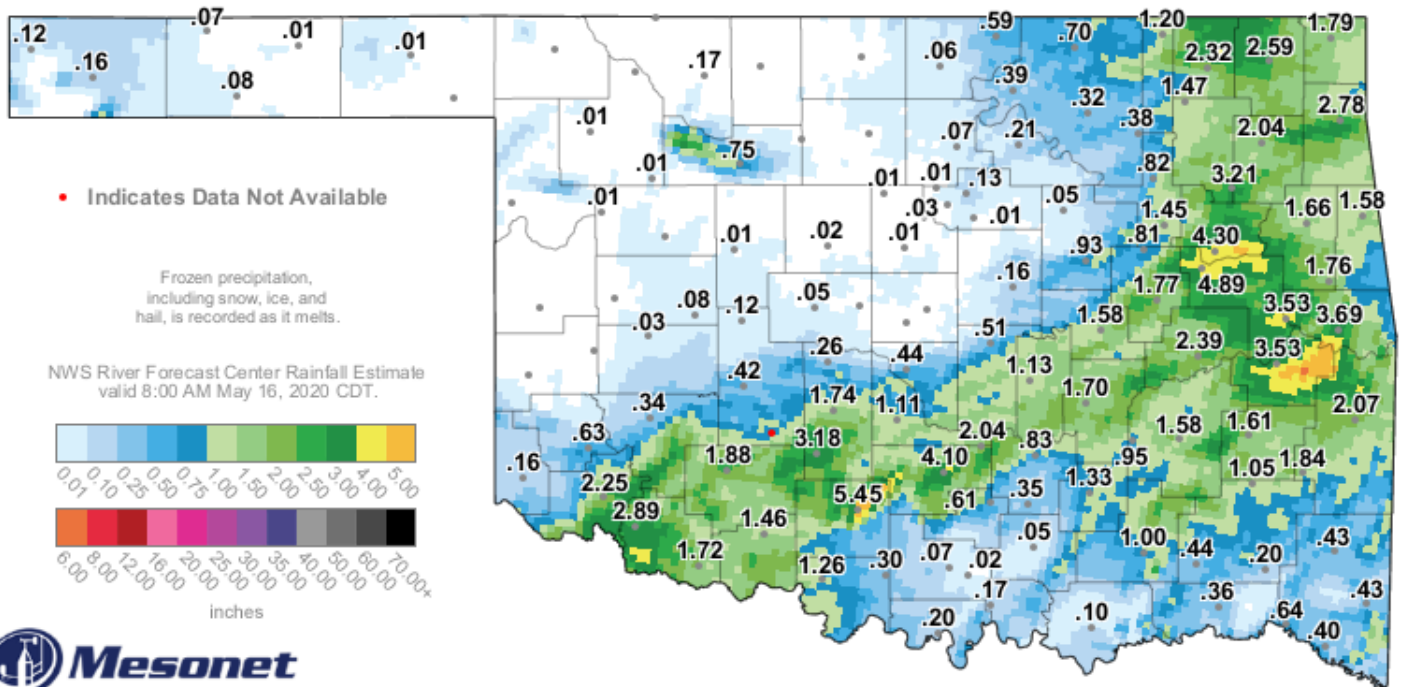 .12 .07 .01 .01 .59 .70 1.20 1.79
.16 .08 .17 .06 2.32 2.59
.39 .32 1.47 2.78
.01 .07 .21 .38 2.04
.75 .01 .82 3.21
• Indicates Data Not Available
.01 .01 .01 .13 .05 1.66 1.58
.03 .01 1.45
.01 .02 .01 .93 .81 4.30
Frozen precipitation,
including snow, ice, and
hail, is recorded as it melts.
.16 1.77 4.89 1.76
.08 .12 .05 3.53
.03 .51 1.58 3.69
.26 .44 2.39 3.53
NWS River Forecast Center Rainfall Estimate
valid 8:00 AM May 16, 2020 CDT.
.42 1.13
.34 1.74 1.11 1.70 2.07
.63 3.18 2.04 .83 1.58 1.61
.16 1.88 4.10 .95 1.05 1.84
2.25 5.45 .61 .35 1.33
0.01 0.10 0.25 0.50 0.75 1.00 1.50 2.00 2.50 3.00 4.00 5.00
2.89 1.46 .05 1.00 .43
1.72 1.26 .30 .07 .02 .44 .20
6.00 8.00 12.00 16.00 20.00 25.00 30.00 35.00 40.00 50.00 60.00 70.00+
.17 .36 .43
inches
.20 .10 .64 .40
Mesonet